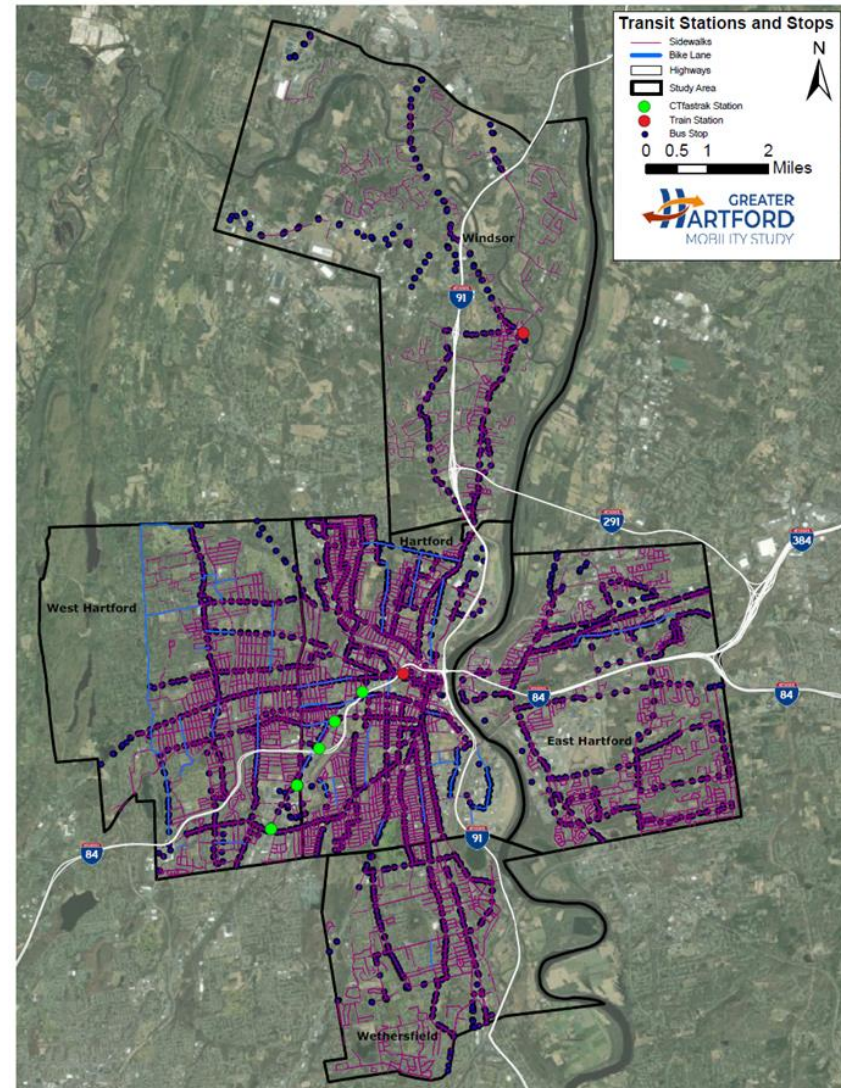 Transit Stations and Stops
Sidewalks
Bike Lane
Highways
Study Area
CTfastrak Station
Train Station
Bus Stop
N
0 0.5 1 2
Miles
GREATER
HARTFORD
MOBILITY STUDY
Windsor
91
291
384
Hartford
West Hartford
84
84
East Hartford
91
84
Wethersfield